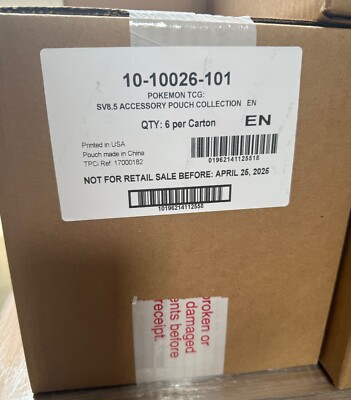 10-10026-101
POKEMON TCG:
SV8.5 ACCESSORY POUCH COLLECTION EN
QTY: 6 per Carton EN
Printed in USA
Pouch made in China
TPCi Ref: 17000182
01962141125518
NOT FOR RETAIL SALE BEFORE: APRIL 25, 2025
10196214112558
broken or
damaged
ents before
receipt.